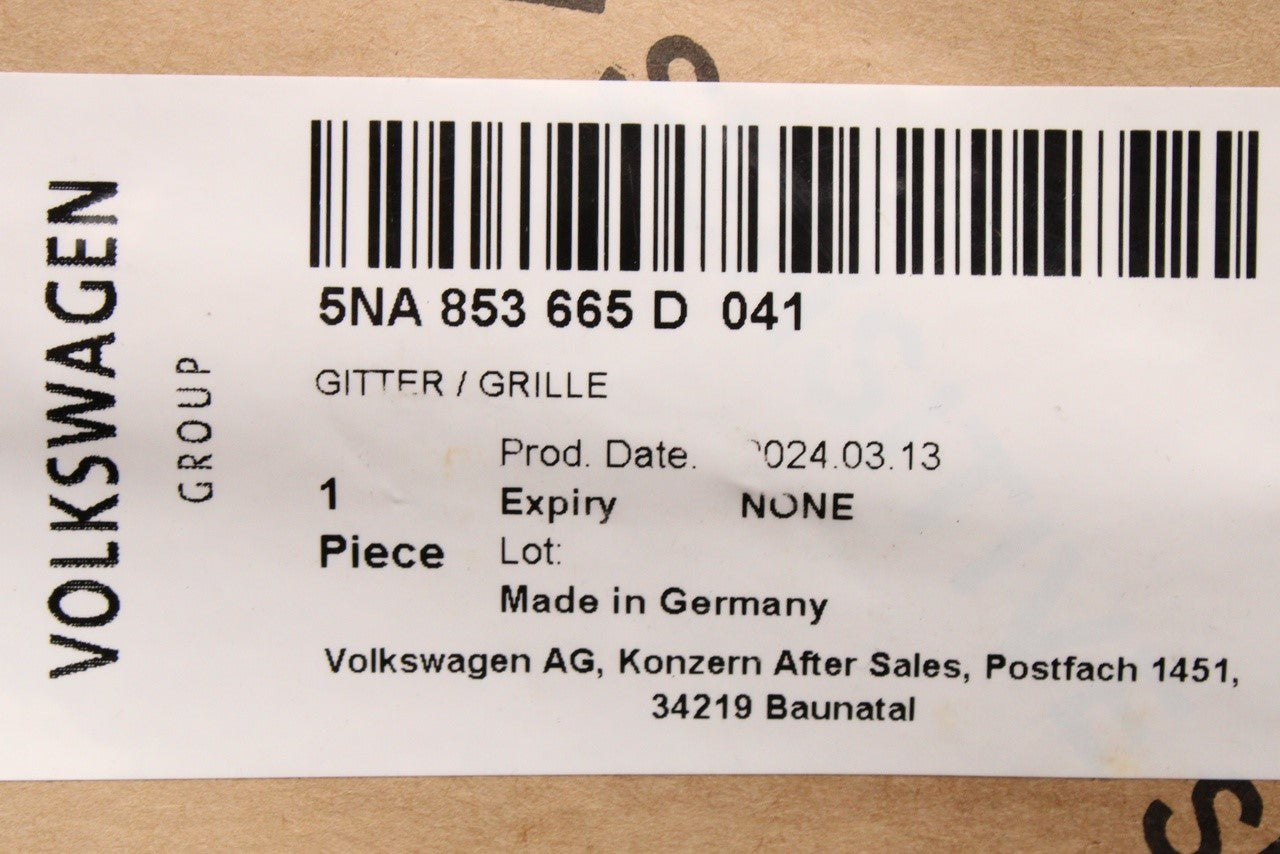 VOLKSWAGEN
GROUP
5NA 853 665 D 041
GITTER / GRILLE
Prod. Date. 2024.03.13
1
Expiry NONE
Piece
Lot:
Made in Germany
Volkswagen AG, Konzern After Sales, Postfach 1451,
34219 Baunatal